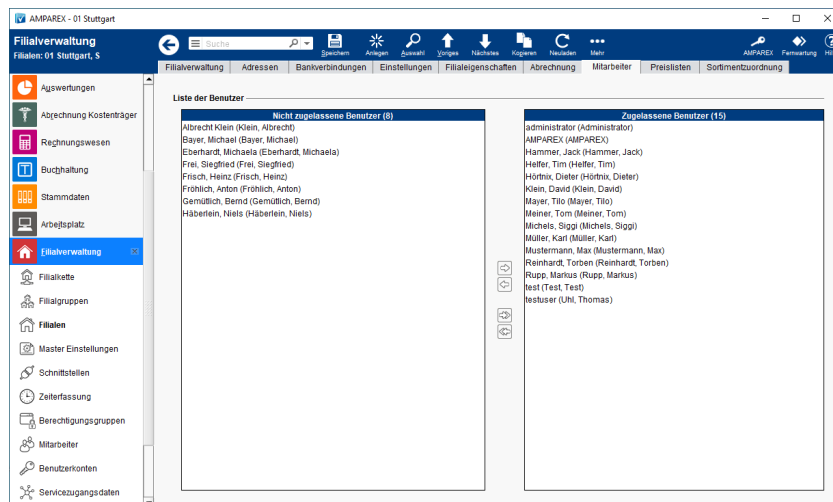 AMPAREX - 01 Stuttgart
Filialverwaltung
Filialen: 01 Stuttgart, S
Suche
Speichern
Anlegen
Auswahl
Voriges
Nächstes
Kopieren
Neuladen
Mehr
AMPAREX
Fernwartung
Filialverwaltung
Adressen
Bankverbindungen
Einstellungen
Filialeigenschaften
Abrechnung
Mitarbeiter
Preislisten
Sortimentzuordnung
Auswertungen
Abrechnung Kostenträger
Rechnungswesen
Buchhaltung
Stammdaten
Arbeitsplatz
Filialverwaltung
Filialkette
Filialgruppen
Filialen
Master Einstellungen
Schnittstellen
Zeiterfassung
Berechtigungsgruppen
Mitarbeiter
Benutzerkonten
Servicezugangsdaten
Liste der Benutzer
Nicht zugelassene Benutzer (8)
Albrecht Klein (Klein, Albrecht)
Bayer, Michael (Bayer, Michael)
Eberhardt, Michaela (Eberhardt, Michaela)
Frei, Siegfried (Frei, Siegfried)
Frisch, Heinz (Frisch, Heinz)
Fröhlich, Anton (Fröhlich, Anton)
Gemütlich, Bernd (Gemütlich, Bernd)
Häberlein, Niels (Häberlein, Niels)
Zugelassene Benutzer (15)
administrator (Administrator)
AMPAREX (AMPAREX)
Hammer, Jack (Hammer, Jack)
Helfer, Tim (Helfer, Tim)
Hörtnix, Dieter (Hörtnix, Dieter)
Klein, David (Klein, David)
Mayer, Tilo (Mayer, Tilo)
Meiner, Tom (Meiner, Tom)
Michels, Siggi (Michels, Siggi)
Müller, Karl (Müller, Karl)
Mustermann, Max (Mustermann, Max)
Reinhardt, Torben (Reinhardt, Torben)
Rupp, Markus (Rupp, Markus)
test (Test, Test)
testuser (Uhl, Thomas)